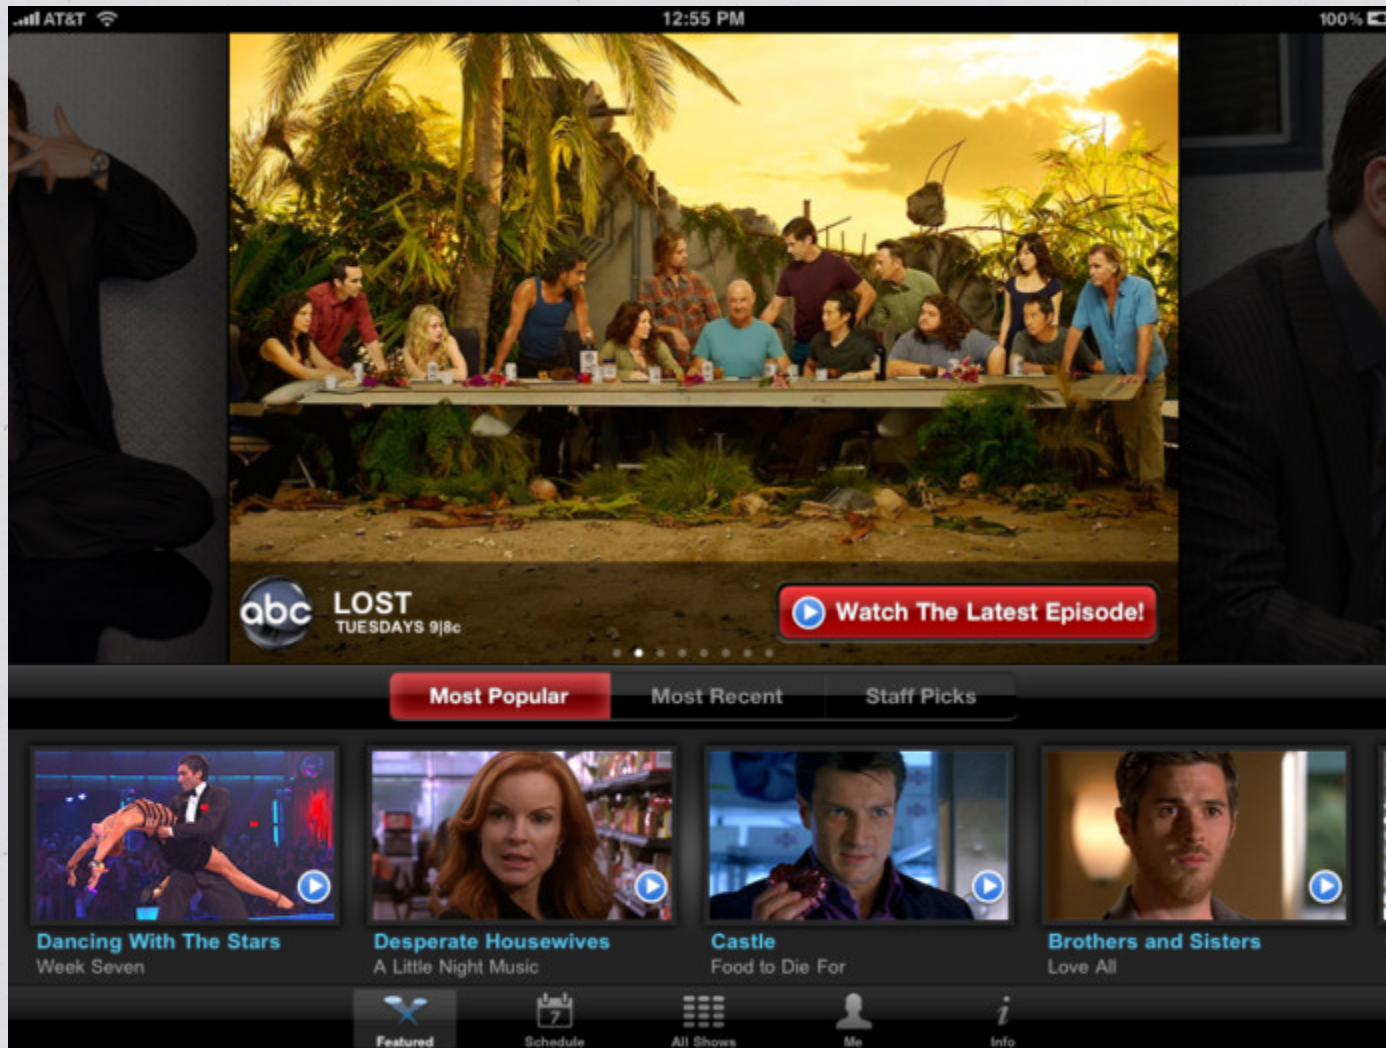 AT&T
12:55 PM
100%
abc
LOST
TUESDAYS 9|8c
Watch The Latest Episode!
Most Popular
Most Recent
Staff Picks
Dancing With The Stars
Week Seven
Desperate Housewives
A Little Night Music
Castle
Food to Die For
Brothers and Sisters
Love All
7
Featured
Schedule
All Shows
Me
i
Info